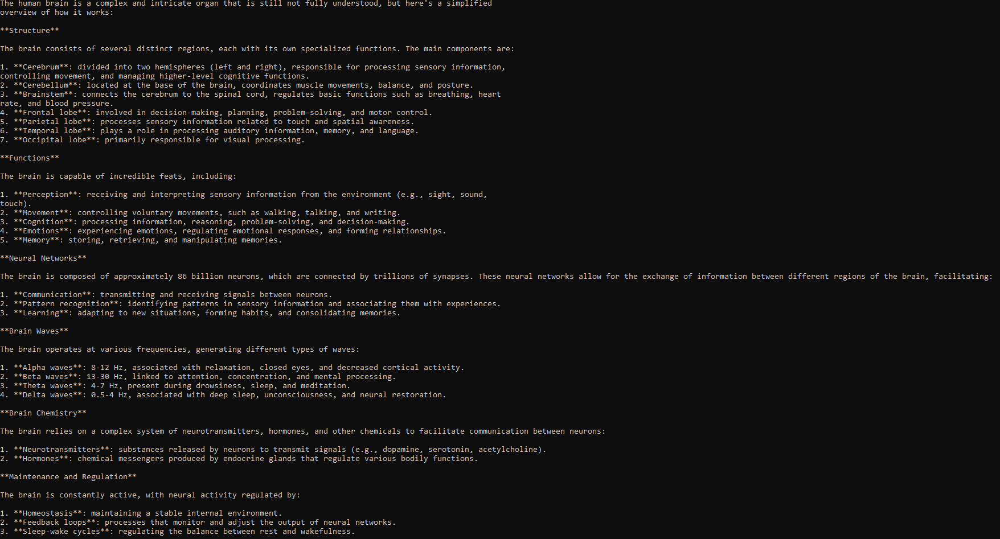 The human brain is a complex and intricate organ that is still not fully understood, but here's a simplified
overview of how it works:
**Structure**
The brain consists of several distinct regions, each with its own specialized functions. The main components are:
1. **Cerebrum**: divided into two hemispheres (left and right), responsible for processing sensory information,
controlling movement, and managing higher-level cognitive functions.
2. **Cerebellum**: located at the base of the brain, coordinates muscle movements, balance, and posture.
3. **Brainstem**: connects the cerebrum to the spinal cord, regulates basic functions such as breathing, heart
rate, and blood pressure.
4. **Frontal lobe**: involved in decision-making, planning, problem-solving, and motor control.
5. **Parietal lobe**: processes sensory information related to touch and spatial awareness.
6. **Temporal lobe**: plays a role in processing auditory information, memory, and language.
7. **Occipital lobe**: primarily responsible for visual processing.
**Functions**
The brain is capable of incredible feats, including:
1. **Perception**: receiving and interpreting sensory information from the environment (e.g., sight, sound,
touch).
2. **Movement**: controlling voluntary movements, such as walking, talking, and writing.
3. **Cognition**: processing information, reasoning, problem-solving, and decision-making.
4. **Emotions**: experiencing emotions, regulating emotional responses, and forming relationships.
5. **Memory**: storing, retrieving, and manipulating memories.
**Neural Networks**
The brain is composed of approximately 86 billion neurons, which are connected by trillions of synapses. These neural networks allow for the exchange of information between different regions of the brain, facilitating:
1. **Communication**: transmitting and receiving signals between neurons.
2. **Pattern recognition**: identifying patterns in sensory information and associating them with experiences.
3. **Learning**: adapting to new situations, forming habits, and consolidating memories.
**Brain Waves**
The brain operates at various frequencies, generating different types of waves:
1. **Alpha waves**: 8-12 Hz, associated with relaxation, closed eyes, and decreased cortical activity.
2. **Beta waves**: 13-30 Hz, linked to attention, concentration, and mental processing.
3. **Theta waves**: 4-7 Hz, present during drowsiness, sleep, and meditation.
4. **Delta waves**: 0.5-4 Hz, associated with deep sleep, unconsciousness, and neural restoration.
**Brain Chemistry**
The brain relies on a complex system of neurotransmitters, hormones, and other chemicals to facilitate communication between neurons:
1. **Neurotransmitters**: substances released by neurons to transmit signals (e.g., dopamine, serotonin, acetylcholine).
2. **Hormones**: chemical messengers produced by endocrine glands that regulate various bodily functions.
**Maintenance and Regulation**
The brain is constantly active, with neural activity regulated by:
1. **Homeostasis**: maintaining a stable internal environment.
2. **Feedback loops**: processes that monitor and adjust the output of neural networks.
3. **Sleep-wake cycles**: regulating the balance between rest and wakefulness.